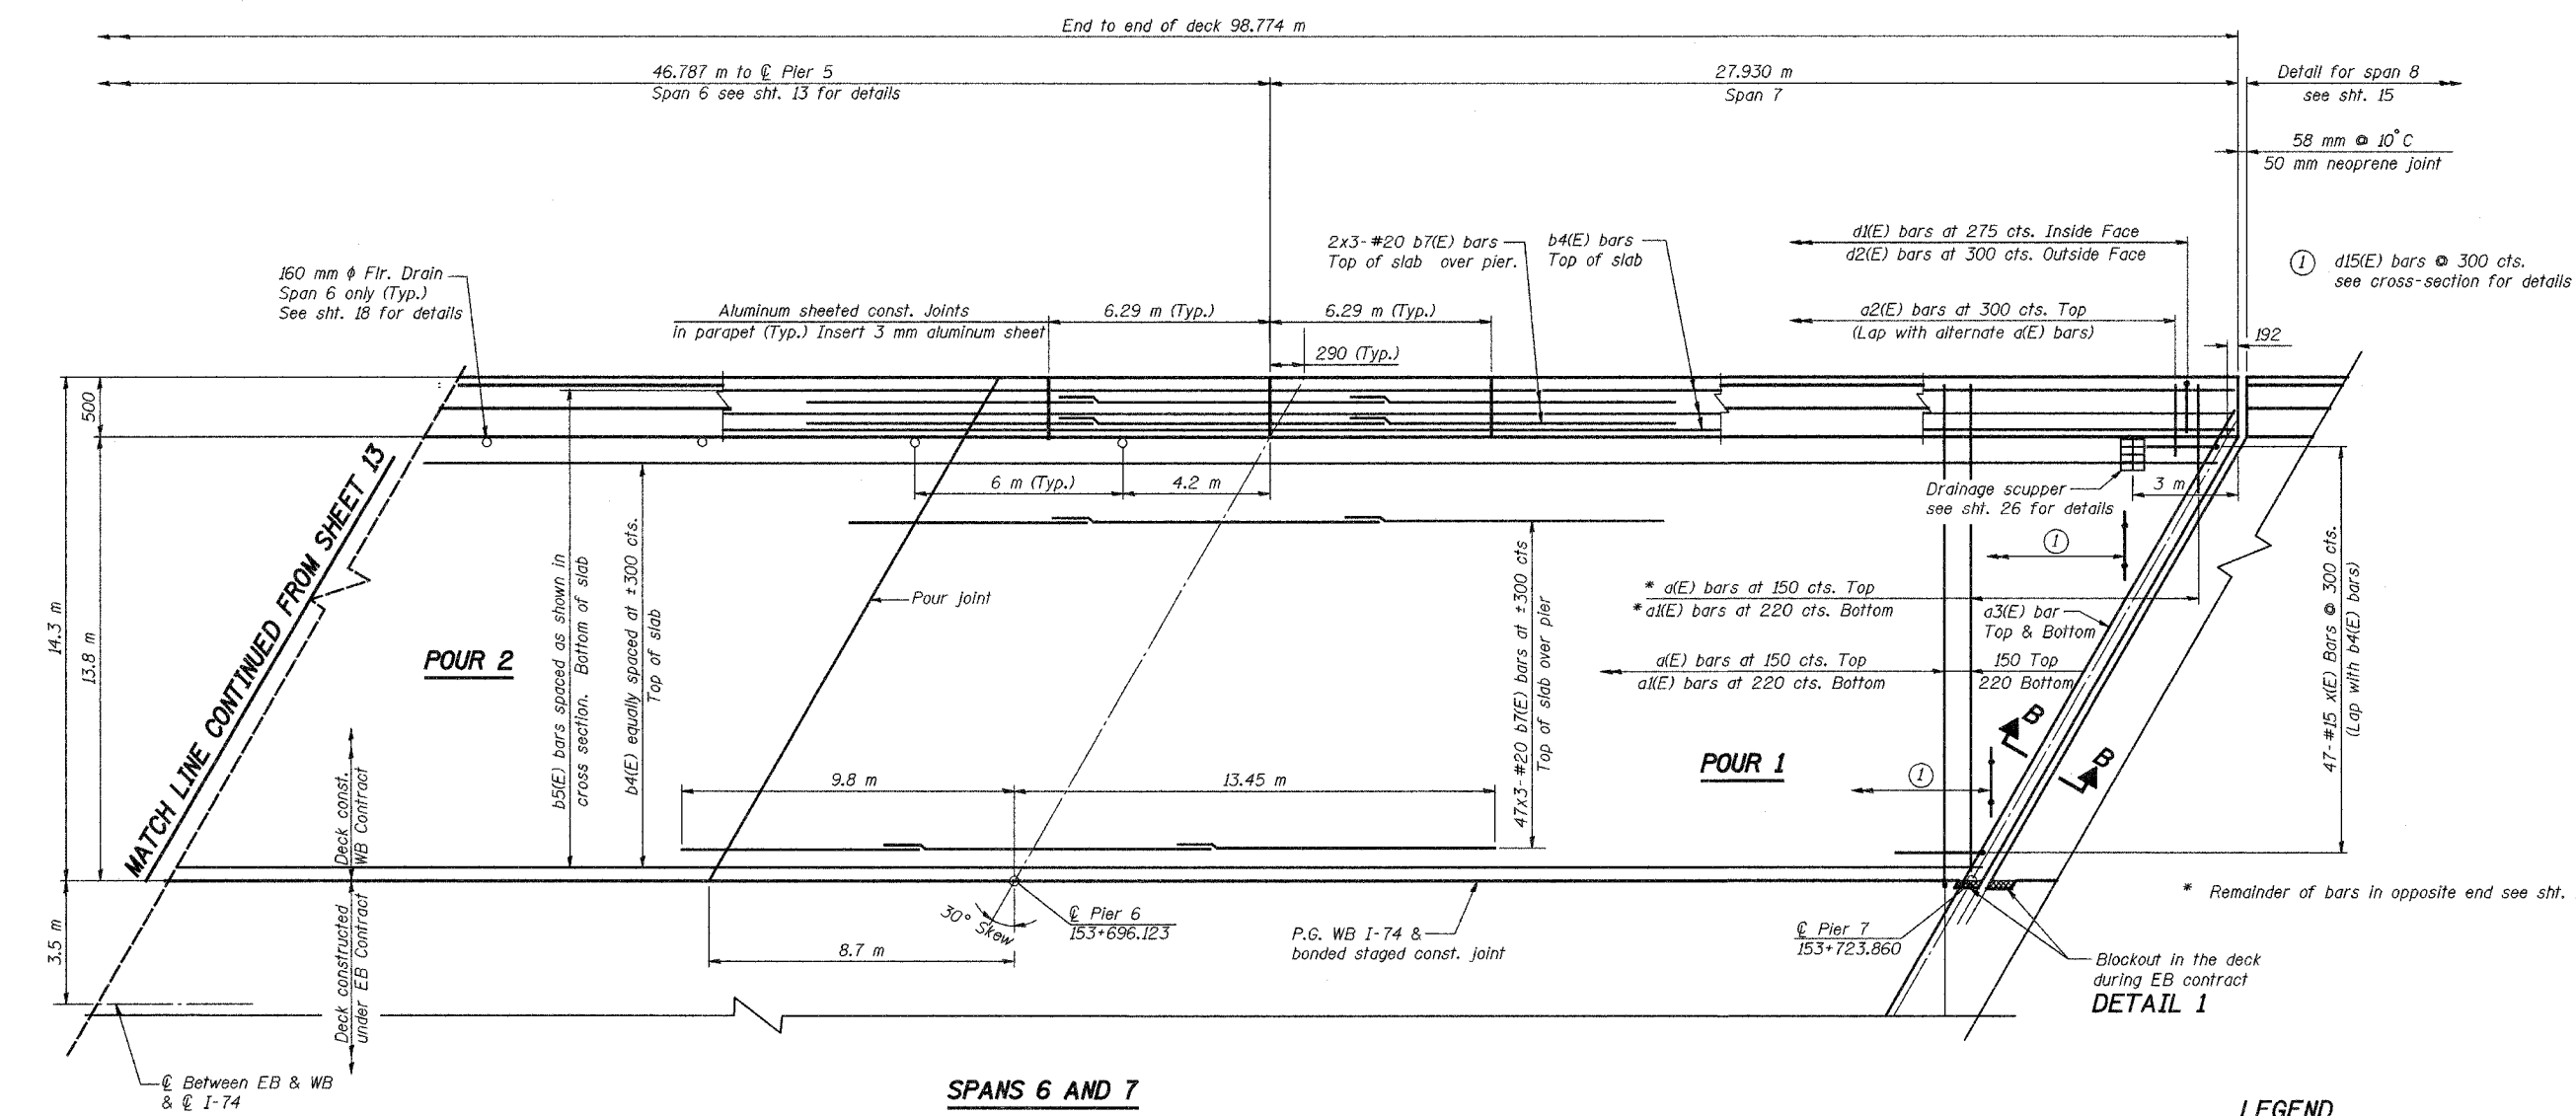 End to end of deck 98.774 m
46.787 m to ℄ Pier 5
Span 6 see sht. 13 for details
27.930 m
Span 7
Detail for span 8
see sht. 15
58 mm @ 10°C
50 mm neoprene joint
160 mm φ Flr. Drain
Span 6 only (Typ.)
See sht. 18 for details
Aluminum sheeted const. Joints
in parapet (Typ.) Insert 3 mm aluminum sheet
6.29 m (Typ.)
6.29 m (Typ.)
290 (Typ.)
2x3-#20 b7(E) bars
Top of slab over pier.
b4(E) bars
Top of slab
d1(E) bars at 275 cts. Inside Face
d2(E) bars at 300 cts. Outside Face
a2(E) bars at 300 cts. Top
(Lap with alternate a(E) bars)
192
1 d15(E) bars @ 300 cts.
see cross-section for details
500
14.3 m
13.8 m
3.5 m
MATCH LINE CONTINUED FROM SHEET 13
POUR 2
Deck const.
WB Contract
Deck constructed
under EB Contract
b5(E) bars spaced as shown in
cross section. Bottom of slab
b4(E) equally spaced at ±300 cts.
Top of slab
6 m (Typ.)
4.2 m
Pour joint
47x3-#20 b7(E) bars at ±300 cts
Top of slab over pier
9.8 m
13.45 m
Drainage scupper
see sht. 26 for details
3 m
1
* a(E) bars at 150 cts. Top
* a1(E) bars at 220 cts. Bottom
a3(E) bar
Top & Bottom
a(E) bars at 150 cts. Top
a1(E) bars at 220 cts. Bottom
150 Top
220 Bottom
47-#15 x(E) Bars @ 300 cts.
(Lap with b4(E) bars)
B
B
POUR 1
1
30° Skew
℄ Pier 6
153+696.123
8.7 m
P.G. WB I-74 &
bonded staged const. joint
℄ Pier 7
153+723.860
* Remainder of bars in opposite end see sht.
Blockout in the deck
during EB contract
DETAIL 1
℄ Between EB & WB
& ℄ I-74
SPANS 6 AND 7
LEGEND